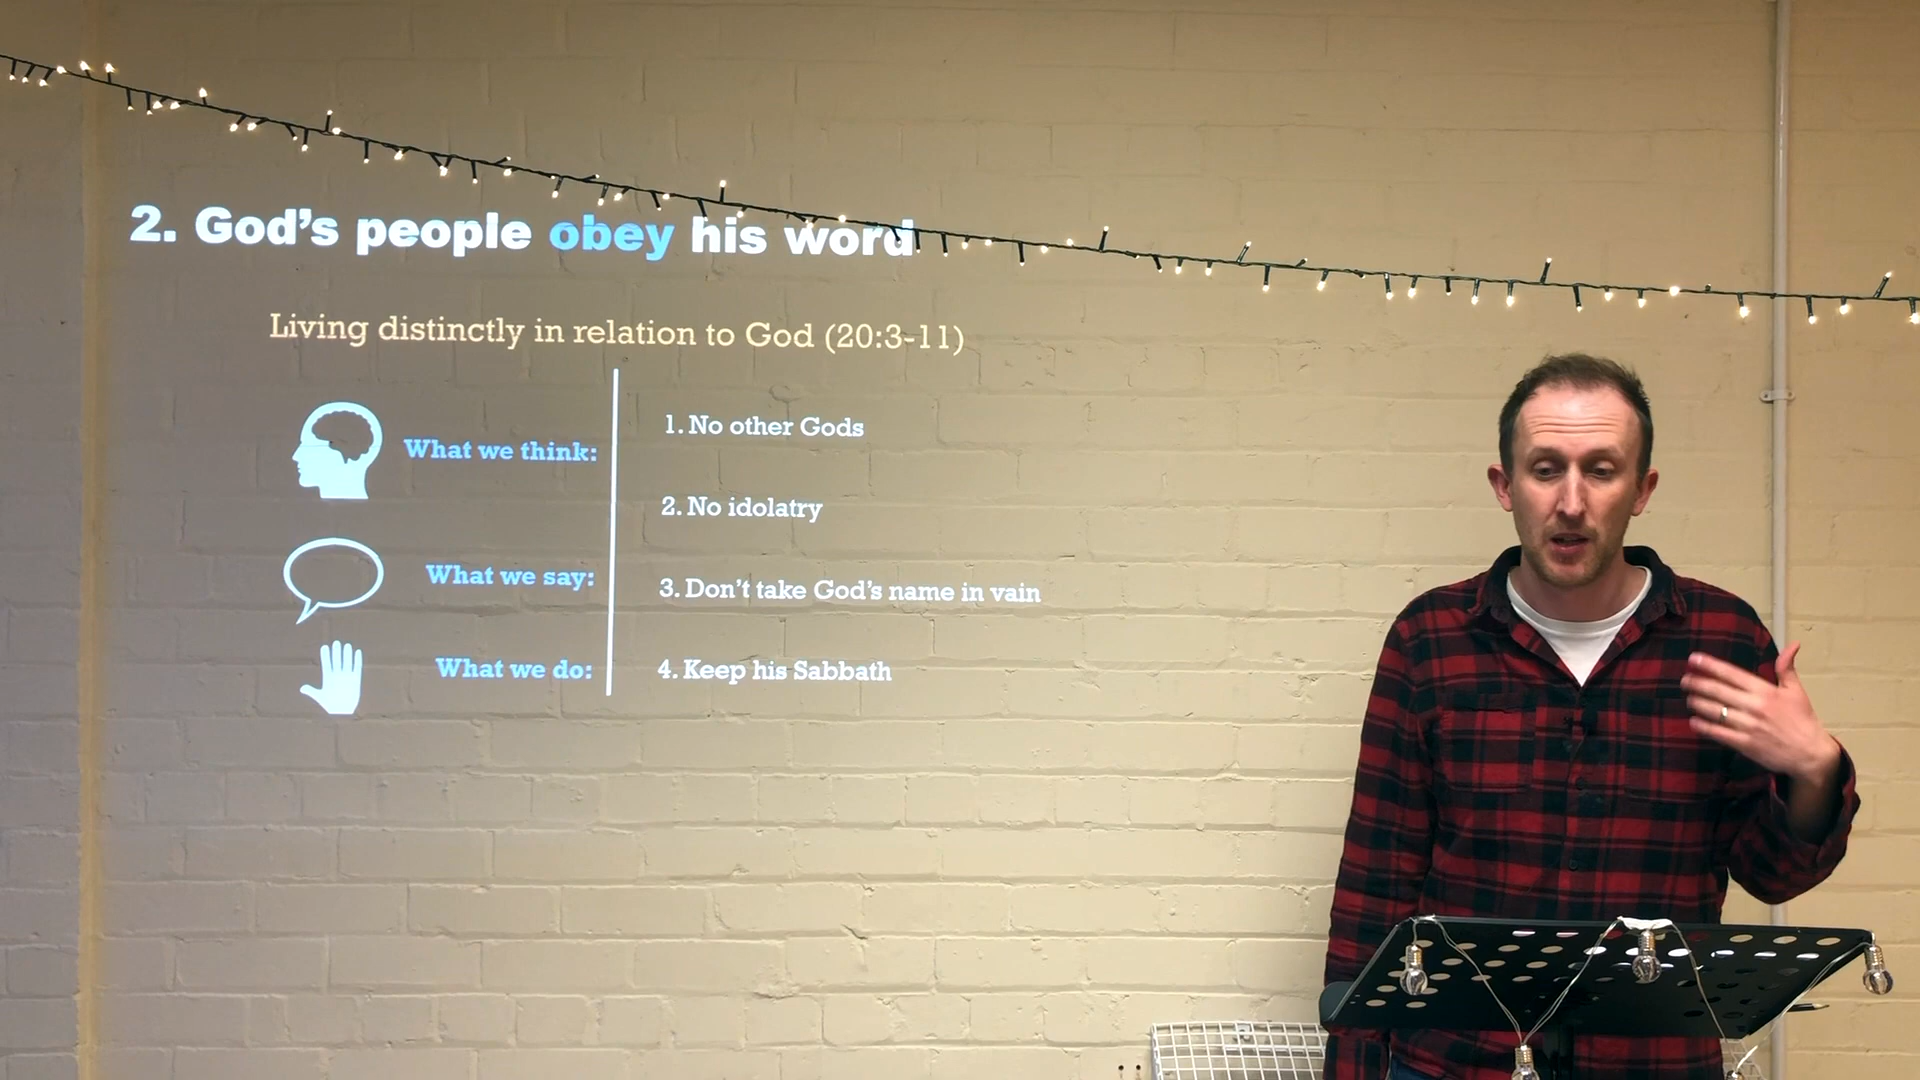 2. God's people obey his word
Living distinctly in relation to God (20:3-11)
What we think:
1. No other Gods
2. No idolatry
What we say:
3. Don't take God's name in vain
What we do:
4. Keep his Sabbath